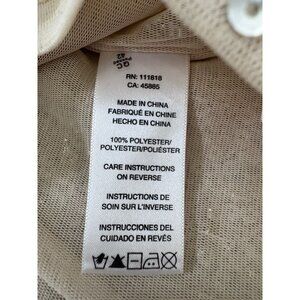 RN: 111818
CA: 45885
MADE IN CHINA
FABRIQUÉ EN CHINE
HECHO EN CHINA
100% POLYESTER/
POLYESTER/POLIÉSTER
CARE INSTRUCTIONS
ON REVERSE
INSTRUCTIONS DE
SOIN SUR L'INVERSE
INSTRUCCIONES DEL
CUIDADO EN REVÉS